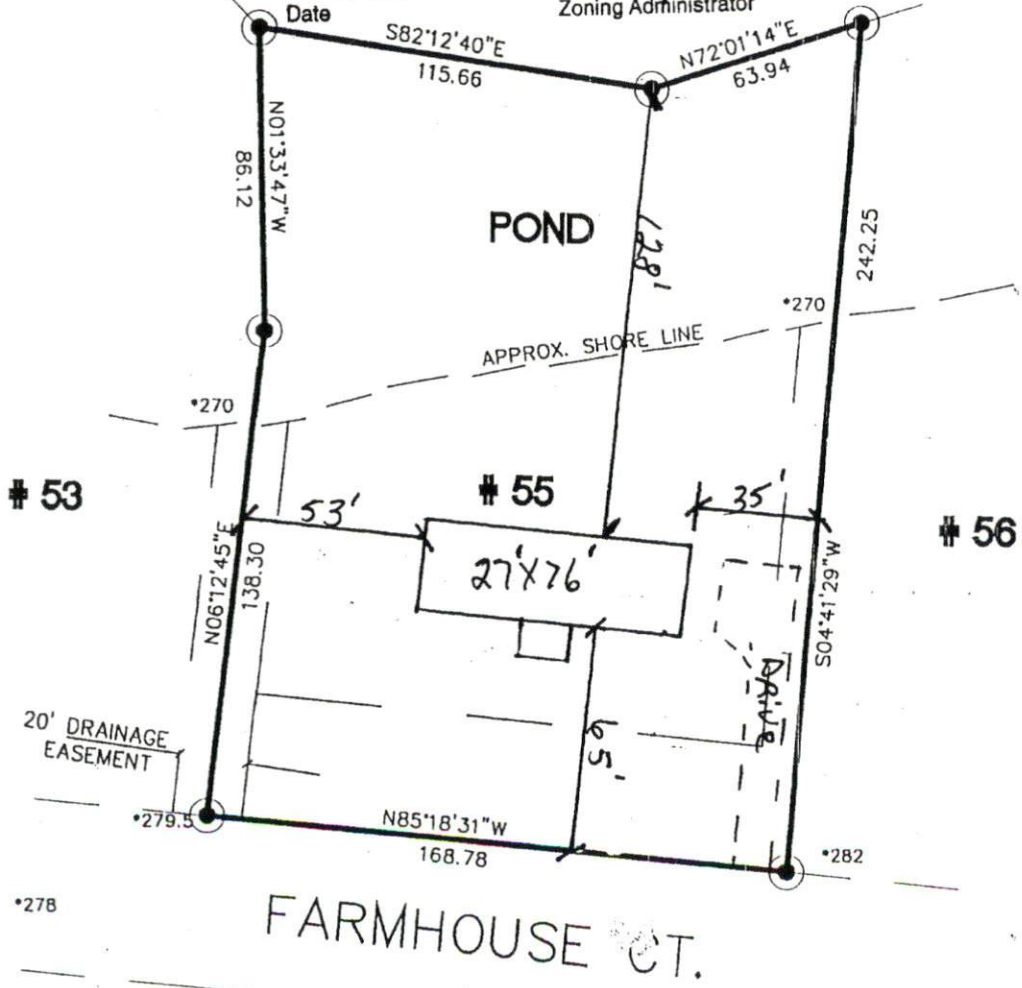 Date
Zoning Administrator
S82°12'40"E
115.66
N72°01'14"E
63.94
N01°33'47"W
86.12
POND
128'
242.25
•270
APPROX. SHORE LINE
•270
# 53
# 55
# 56
53'
35'
27'X76'
N06°12'45"E
138.30
S04°41'29"W
DRIVE
65'
20' DRAINAGE
EASEMENT
•279.5
N85°18'31"W
168.78
•282
•278
FARMHOUSE CT.